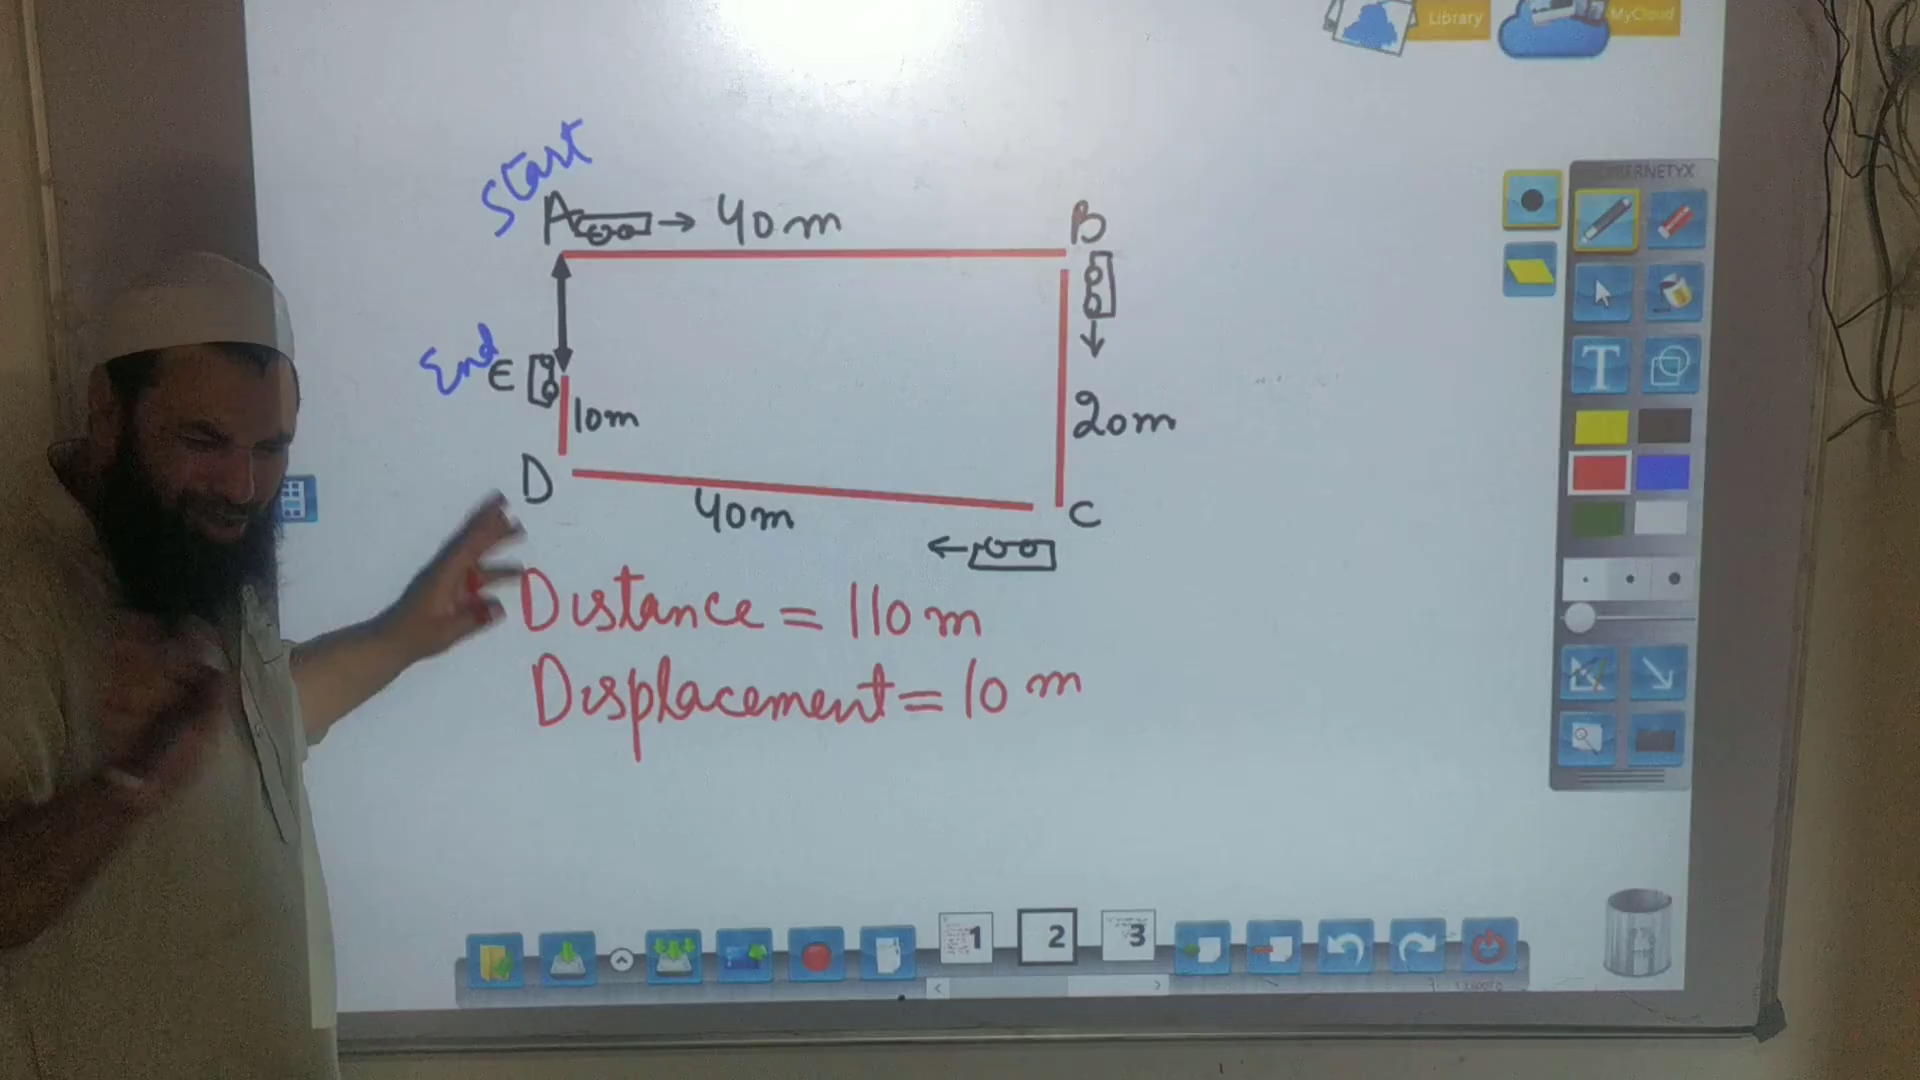 Library
MyCloud
Start
A → 40m
B
End E
10m
20m
D
40m
C
Distance = 110 m
Displacement = 10 m
T
1
2
3